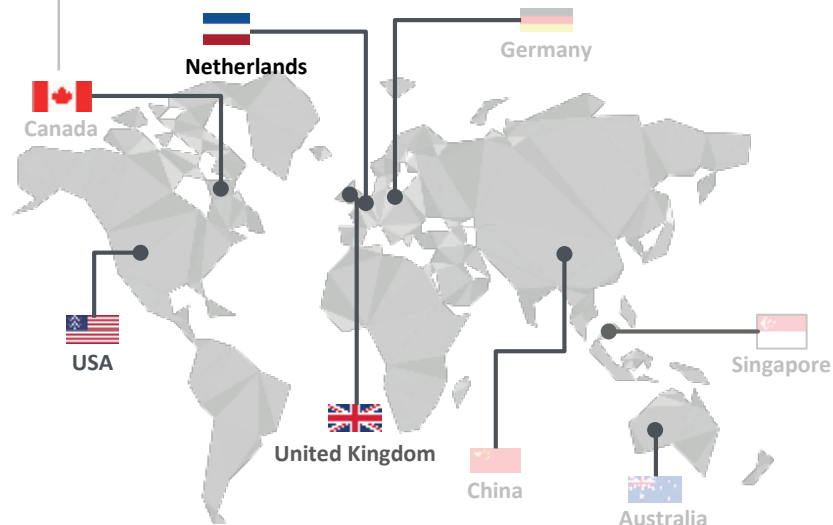 Germany
Netherlands
Canada
USA
Singapore
United Kingdom
China
Australia